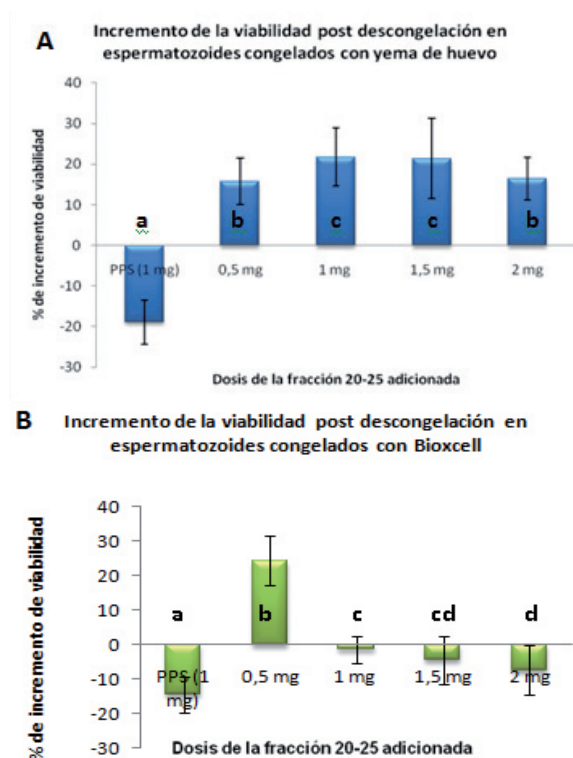 A
Incremento de la viabilidad post descongelación en
espermatozoides congelados con yema de huevo
% de incremento de viabilidad
40
30
20
10
0
-10
-20
-30
a b c c b
PPS (1 mg) 0,5 mg 1 mg 1,5 mg 2 mg
Dosis de la fracción 20-25 adicionada
B
Incremento de la viabilidad post descongelación en
espermatozoides congelados con Bioxcell
% de incremento de viabilidad
40
30
20
10
0
-10
-20
-30
a b c cd d
PPS (1
mg) 0,5 mg 1 mg 1,5 mg 2 mg
Dosis de la fracción 20-25 adicionada